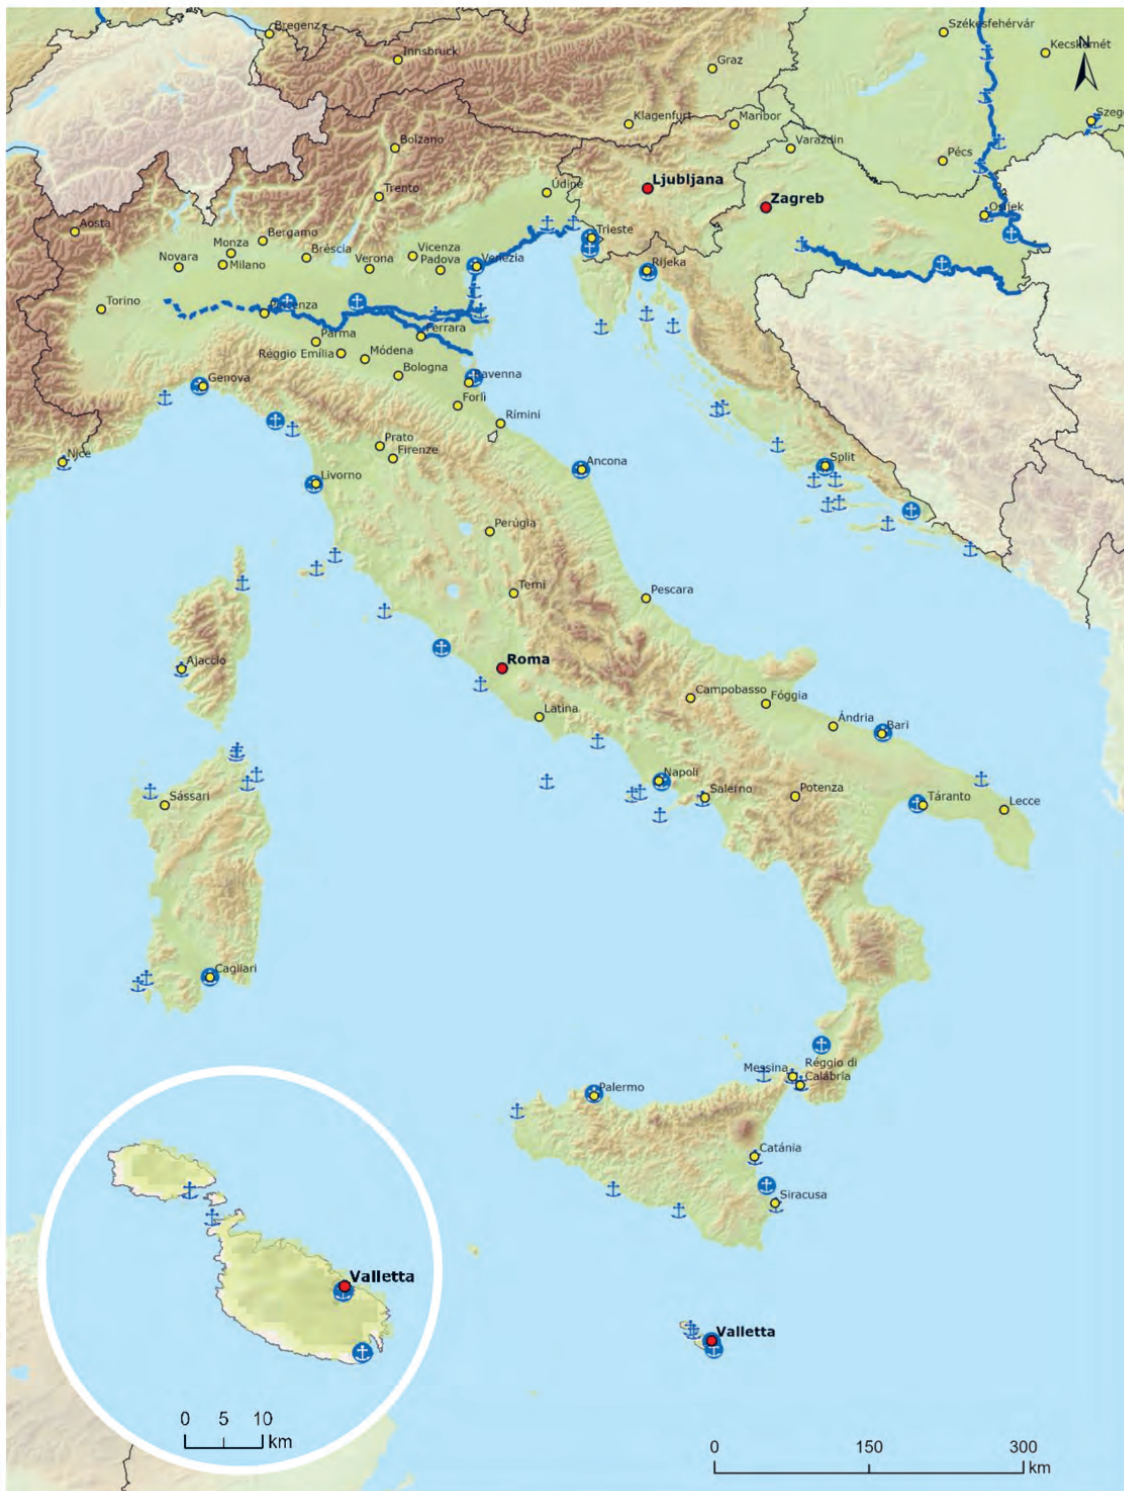 Bregenz
Innsbruck
Graz
Székesfehérvár
Kecskemét
N
Klagenfurt
Maribor
Varaždin
Pécs
Bolzano
Trento
Údine
Ljubljana
Zagreb
Osijek
Aosta
Bergamo
Monza
Milano
Novara
Bréscia
Verona
Vicenza
Padova
Venezia
Trieste
Rijeka
Torino
Piacenza
Parma
Réggio Emília
Módena
Ferrara
Bologna
Ravenna
Forlì
Rímini
Genova
Nice
Prato
Firenze
Livorno
Ancona
Split
Perúgia
Terni
Pescara
Ajaccio
Roma
Latina
Campobasso
Fóggia
Ándria
Bari
Napoli
Salerno
Potenza
Táranto
Lecce
Sássari
Cagliari
Messina
Réggio di
Calábria
Palermo
Catánia
Siracusa
Valletta
Valletta
0 5 10
km
0 150 300
km